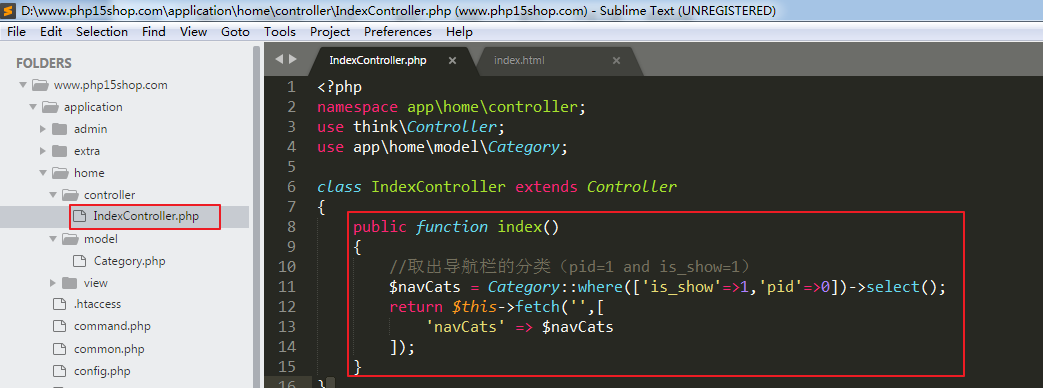 D:\www.php15shop.com\application\home\controller\IndexController.php (www.php15shop.com) - Sublime Text (UNREGISTERED)
File Edit Selection Find View Goto Tools Project Preferences Help
FOLDERS
www.php15shop.com
application
admin
extra
home
controller
IndexController.php
model
Category.php
view
.htaccess
command.php
common.php
config.php
IndexController.php × index.html ×
1 <?php
2 namespace app\home\controller;
3 use think\Controller;
4 use app\home\model\Category;
5
6 class IndexController extends Controller
7 {
8 public function index()
9 {
10 //取出导航栏的分类（pid=1 and is_show=1）
11 $navCats = Category::where(['is_show'=>1,'pid'=>0])->select();
12 return $this->fetch('',[
13 'navCats' => $navCats
14 ]);
15 }
16 }